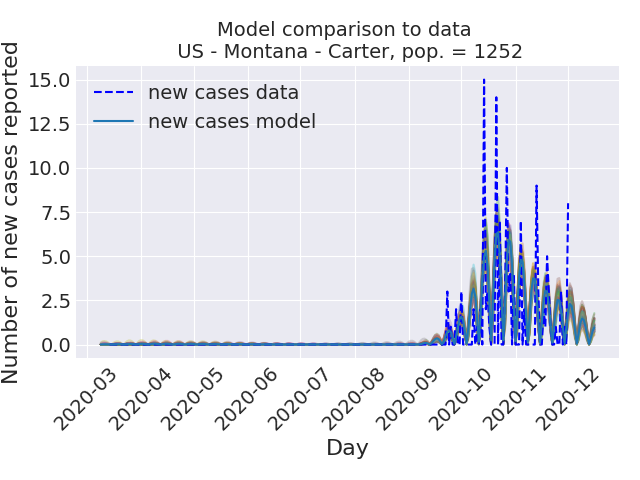 Model comparison to data
US - Montana - Carter, pop. = 1252
Number of new cases reported
15.0
12.5
10.0
7.5
5.0
2.5
0.0
new cases data
new cases model
2020-03
2020-04
2020-05
2020-06
2020-07
2020-08
2020-09
2020-10
2020-11
2020-12
Day